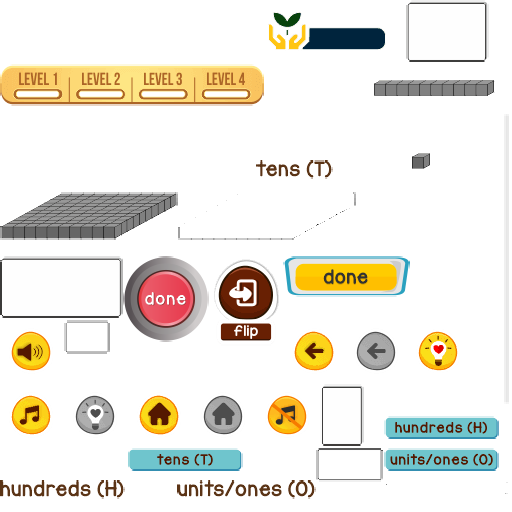 LEVEL 1 LEVEL 2 LEVEL 3 LEVEL 4
tens (T)
done
done
flip
hundreds (H)
tens (T)
units/ones (O)
hundreds (H)
units/ones (O)